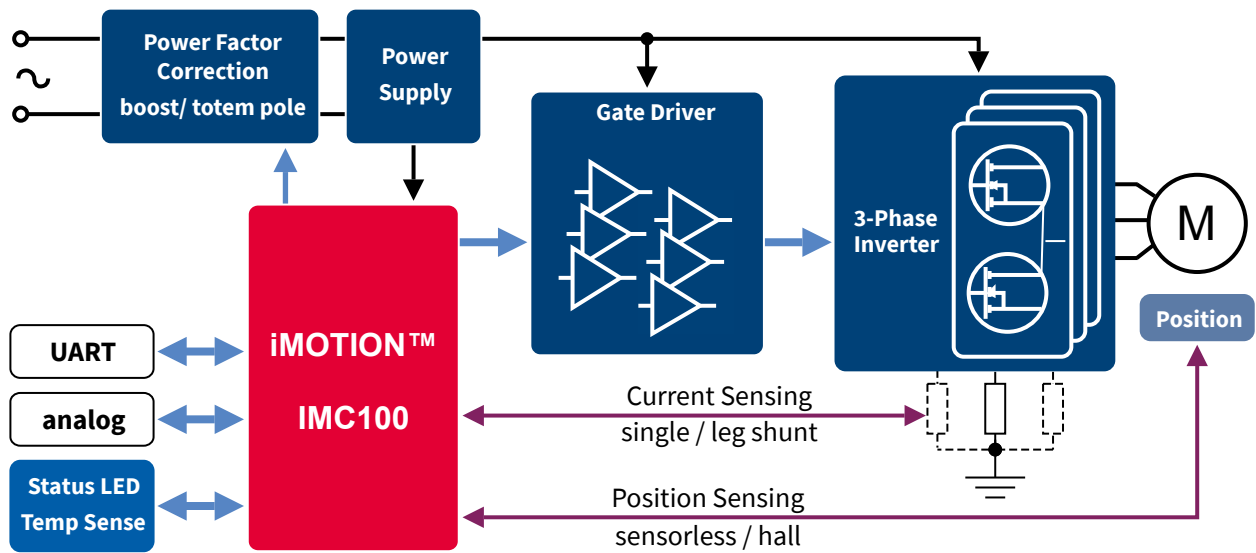 Power Factor
Correction
boost/ totem pole
Power
Supply
Gate Driver
3-Phase
Inverter
M
Position
iMOTION™
IMC100
UART
analog
Status LED
Temp Sense
Current Sensing
single / leg shunt
Position Sensing
sensorless / hall